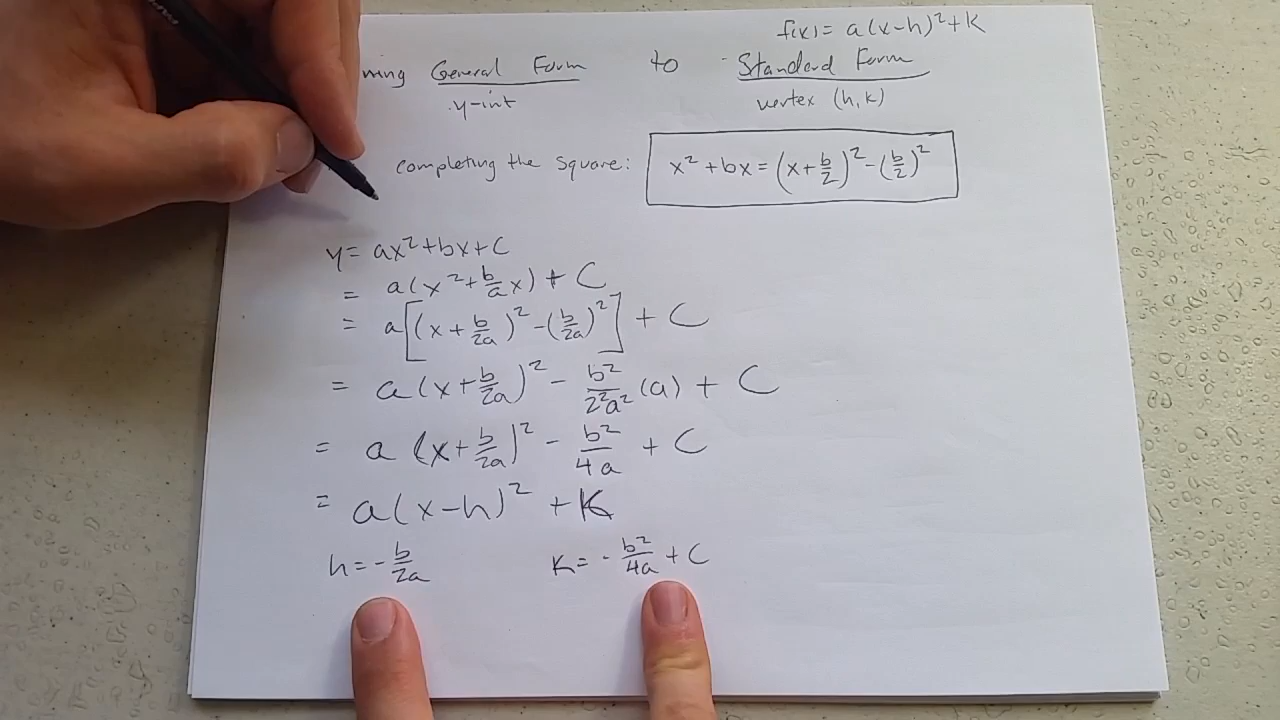 f(x) = a(x-h)²+K
General Form to Standard Form
y-int vertex (h, k)
completing the square: x² + bx = (x + b/2)² - (b/2)²
y = ax² + bx + C
= a(x² + b/a x) + C
= a[(x + b/2a)² - (b/2a)²] + C
= a(x + b/2a)² - b²/2²a² (a) + C
= a(x + b/2a)² - b²/4a + C
= a(x-h)² + K
h = - b/2a K = - b²/4a + C